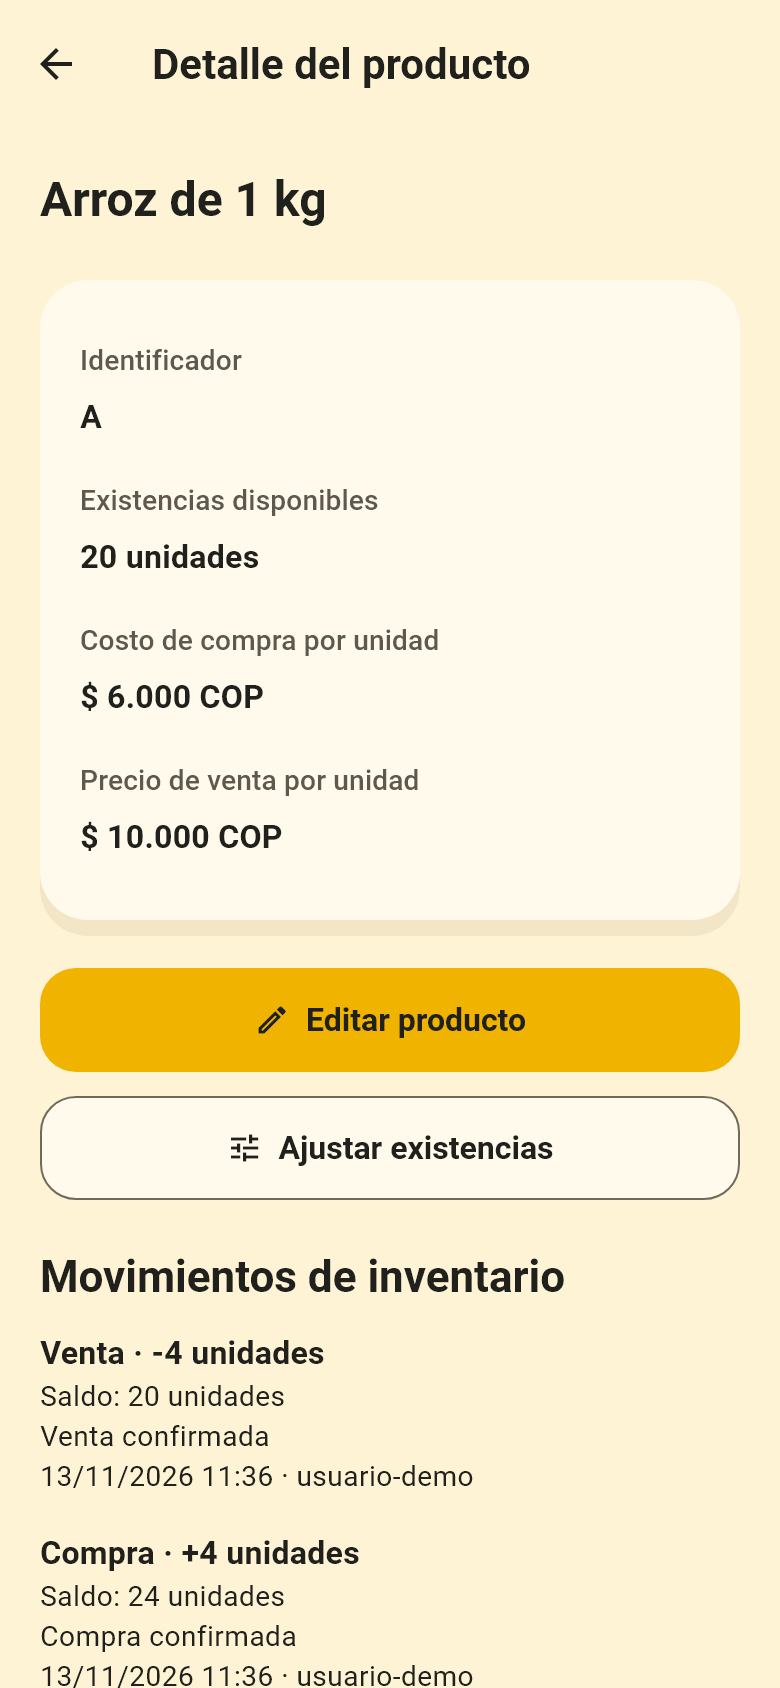 Detalle del producto
Arroz de 1 kg
Identificador
A
Existencias disponibles
20 unidades
Costo de compra por unidad
$ 6.000 COP
Precio de venta por unidad
$ 10.000 COP
Editar producto
Ajustar existencias
Movimientos de inventario
Venta · -4 unidades
Saldo: 20 unidades
Venta confirmada
13/11/2026 11:36 · usuario-demo
Compra · +4 unidades
Saldo: 24 unidades
Compra confirmada
13/11/2026 11:36 · usuario-demo